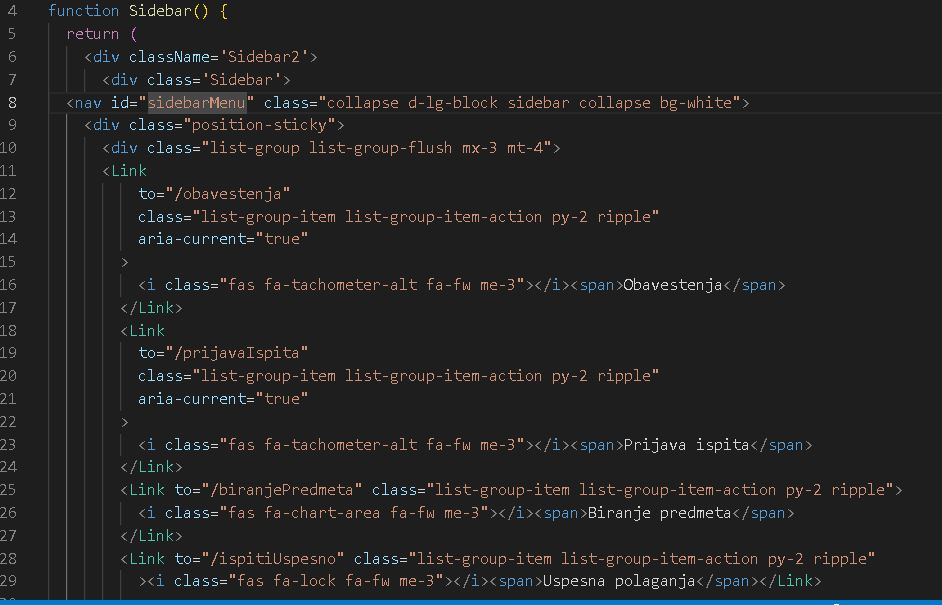 4 function Sidebar() {
5 return (
6 <div className='Sidebar2'>
7 <div class='Sidebar'>
8 <nav id="sidebarMenu" class="collapse d-lg-block sidebar collapse bg-white">
9 <div class="position-sticky">
10 <div class="list-group list-group-flush mx-3 mt-4">
11 <Link
12 to="/obavestenja"
13 class="list-group-item list-group-item-action py-2 ripple"
14 aria-current="true"
15 >
16 <i class="fas fa-tachometer-alt fa-fw me-3"></i><span>Obavestenja</span>
17 </Link>
18 <Link
19 to="/prijavaIspita"
20 class="list-group-item list-group-item-action py-2 ripple"
21 aria-current="true"
22 >
23 <i class="fas fa-tachometer-alt fa-fw me-3"></i><span>Prijava ispita</span>
24 </Link>
25 <Link to="/biranjePredmeta" class="list-group-item list-group-item-action py-2 ripple">
26 <i class="fas fa-chart-area fa-fw me-3"></i><span>Biranje predmeta</span>
27 </Link>
28 <Link to="/ispitiUspesno" class="list-group-item list-group-item-action py-2 ripple"
29 ><i class="fas fa-lock fa-fw me-3"></i><span>Uspesna polaganja</span></Link>